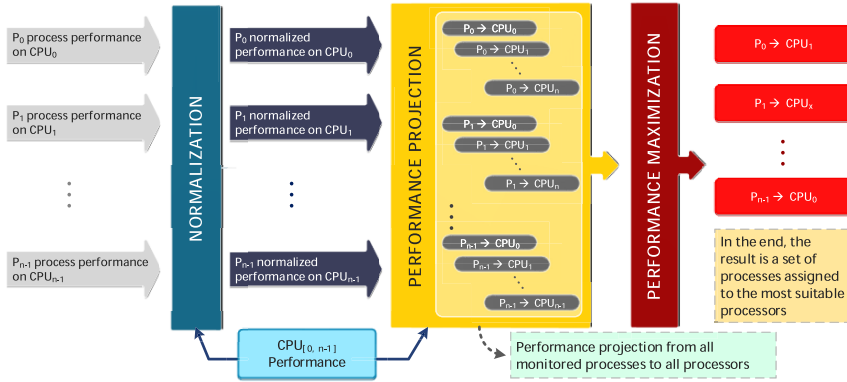 P0 process performance
on CPU0
P1 process performance
on CPU1
Pn-1 process performance
on CPUn-1
NORMALIZATION
P0 normalized
performance on CPU0
P1 normalized
performance on CPU1
Pn-1 normalized
performance on CPUn-1
CPU[ 0, n-1 ]
Performance
PERFORMANCE PROJECTION
P0 → CPU0
P0 → CPU1
P0 → CPUn
P1 → CPU0
P1 → CPU1
P1 → CPUn
Pn-1 → CPU0
Pn-1 → CPU1
Pn-1 → CPUn-1
Performance projection from all
monitored processes to all processors
PERFORMANCE MAXIMIZATION
P0 → CPU1
P1 → CPUx
Pn-1 → CPU0
In the end, the
result is a set of
processes assigned
to the most suitable
processors